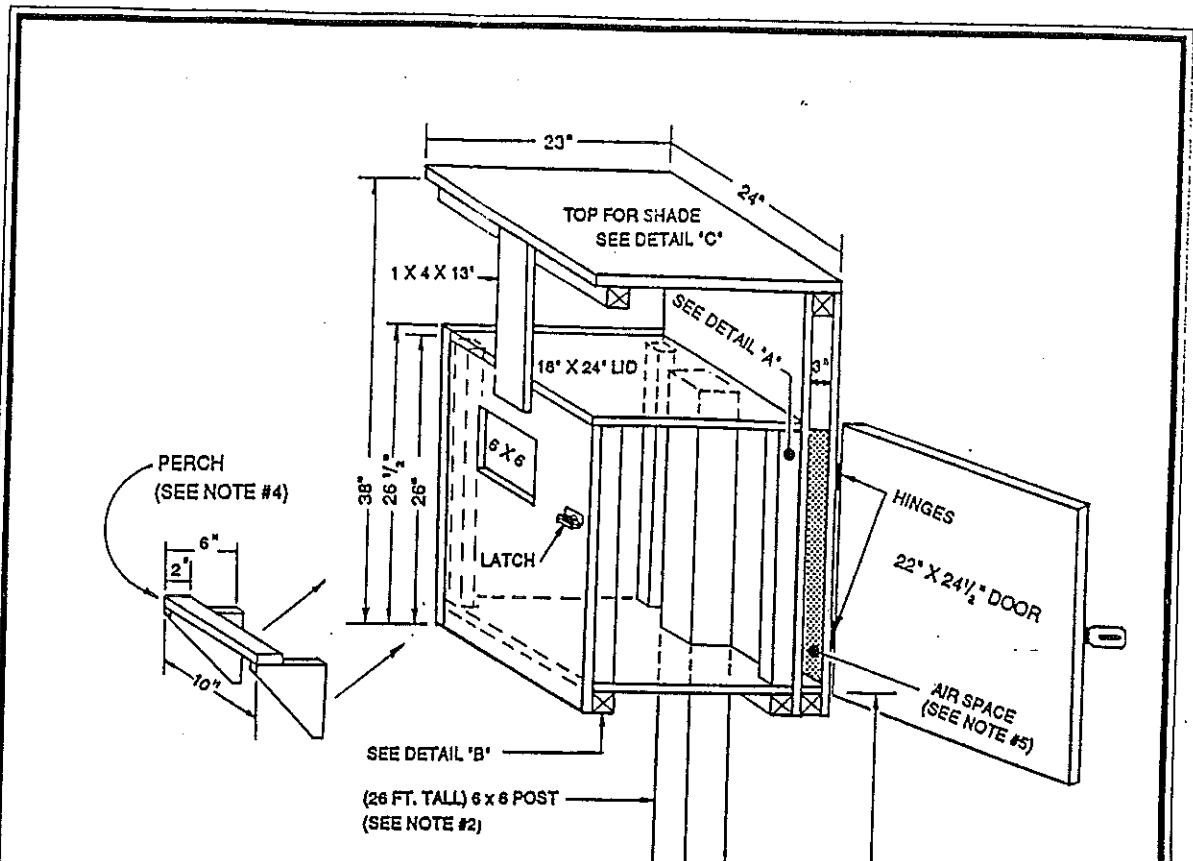 23"
24"
TOP FOR SHADE
SEE DETAIL "C"
1 X 4 X 13"
SEE DETAIL "A"
3"
18" X 24" LID
6 X 6
PERCH
(SEE NOTE #4)
38"
26 1/2"
26"
HINGES
LATCH
6"
2"
22" X 24 1/2" DOOR
10"
AIR SPACE
(SEE NOTE #5)
SEE DETAIL "B"
(26 FT. TALL) 6 x 6 POST
(SEE NOTE #2)